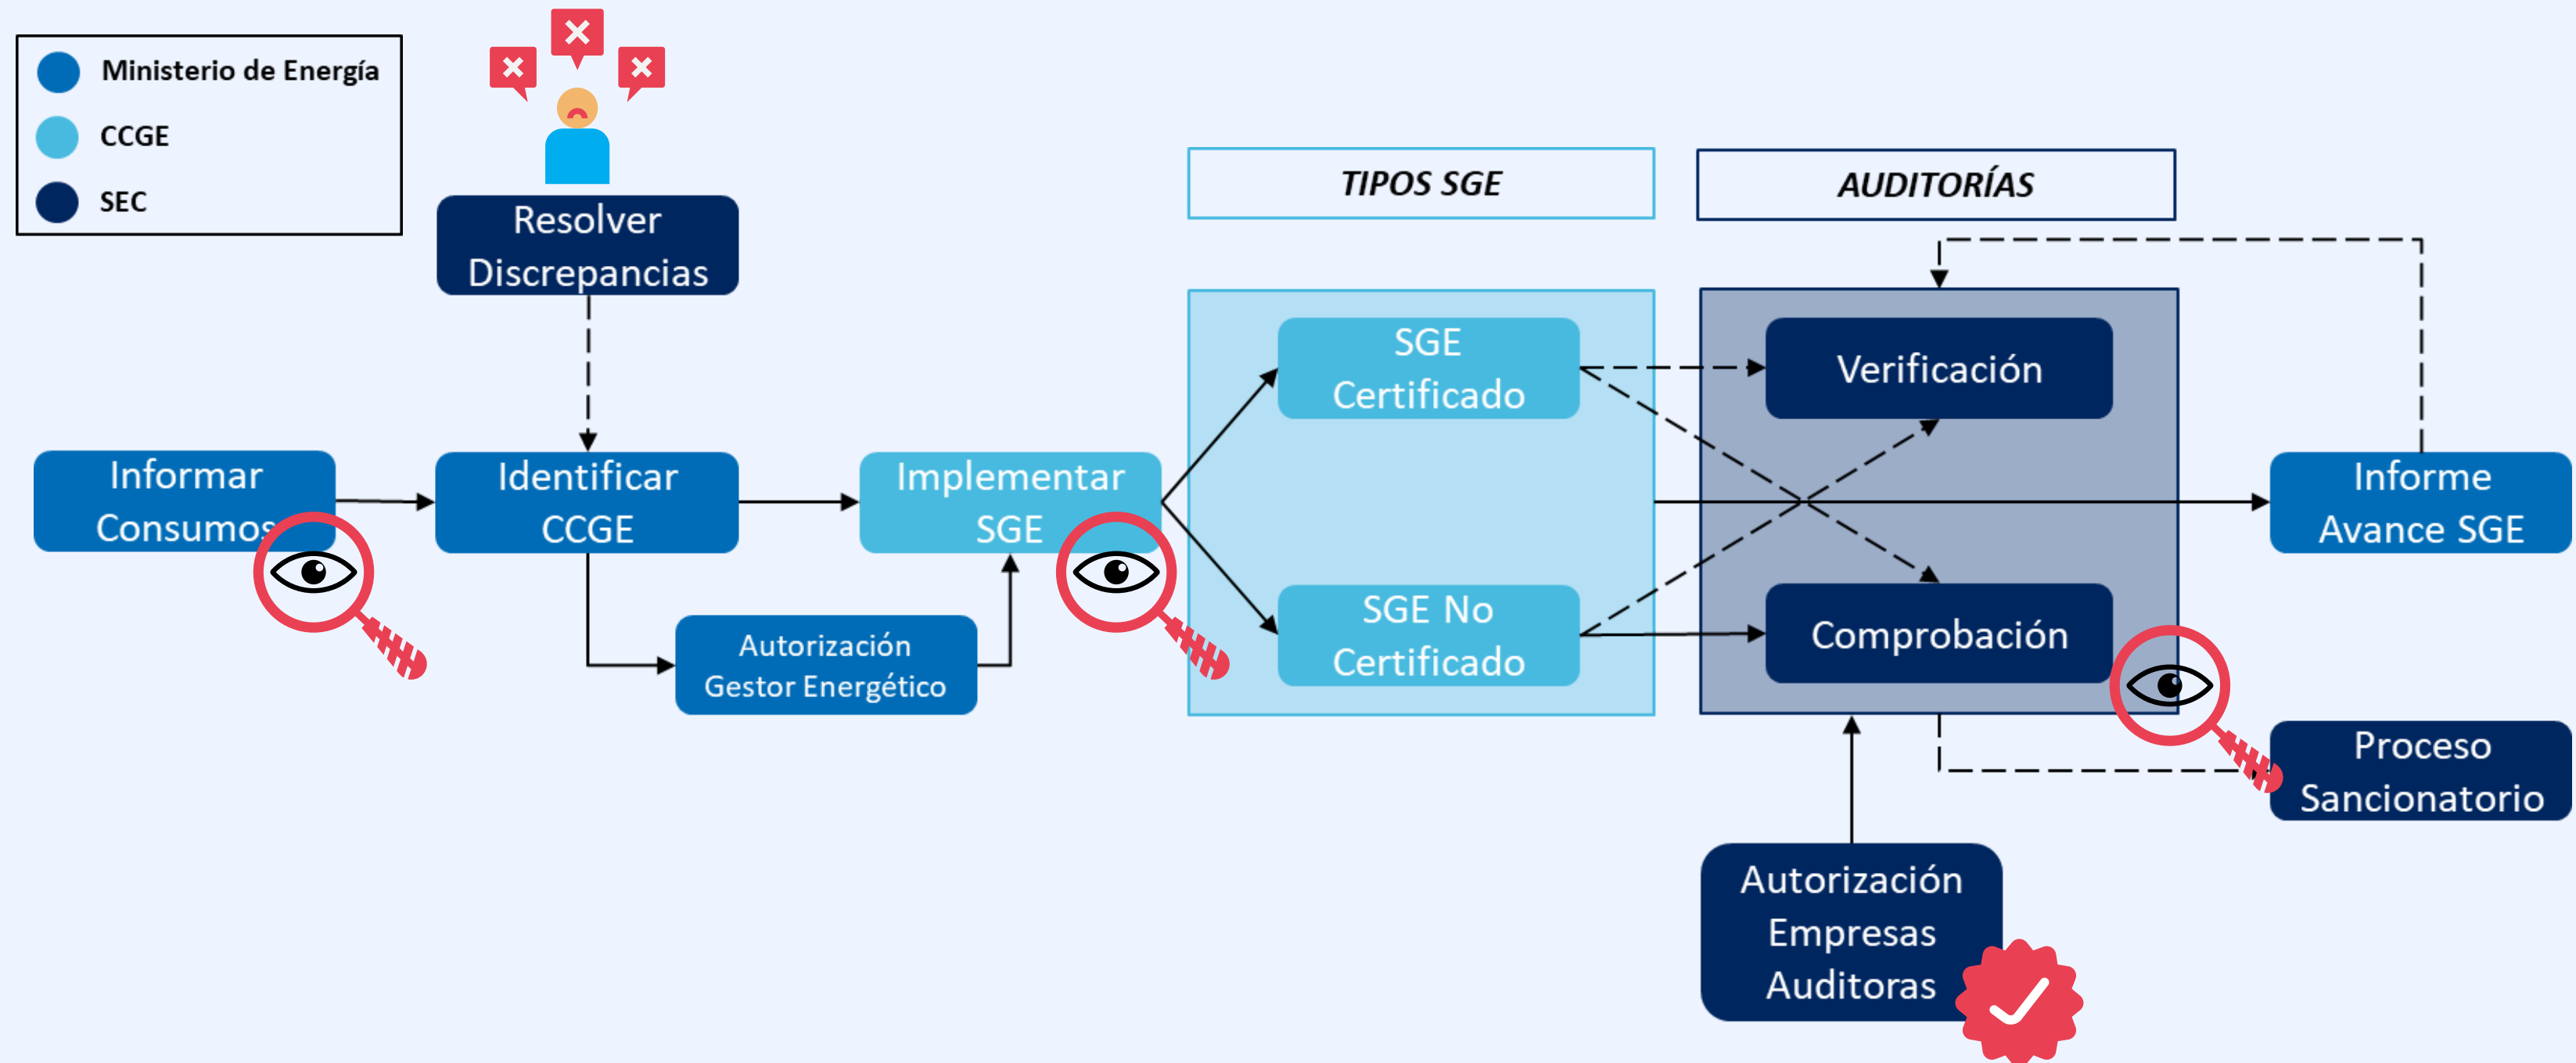 Ministerio de Energía
CCGE
SEC
Resolver
Discrepancias
TIPOS SGE
AUDITORÍAS
SGE
Certificado
Verificación
Informar
Consumos
Identificar
CCGE
Implementar
SGE
Informe
Avance SGE
SGE No
Certificado
Comprobación
Autorización
Gestor Energético
Proceso
Sancionatorio
Autorización
Empresas
Auditoras